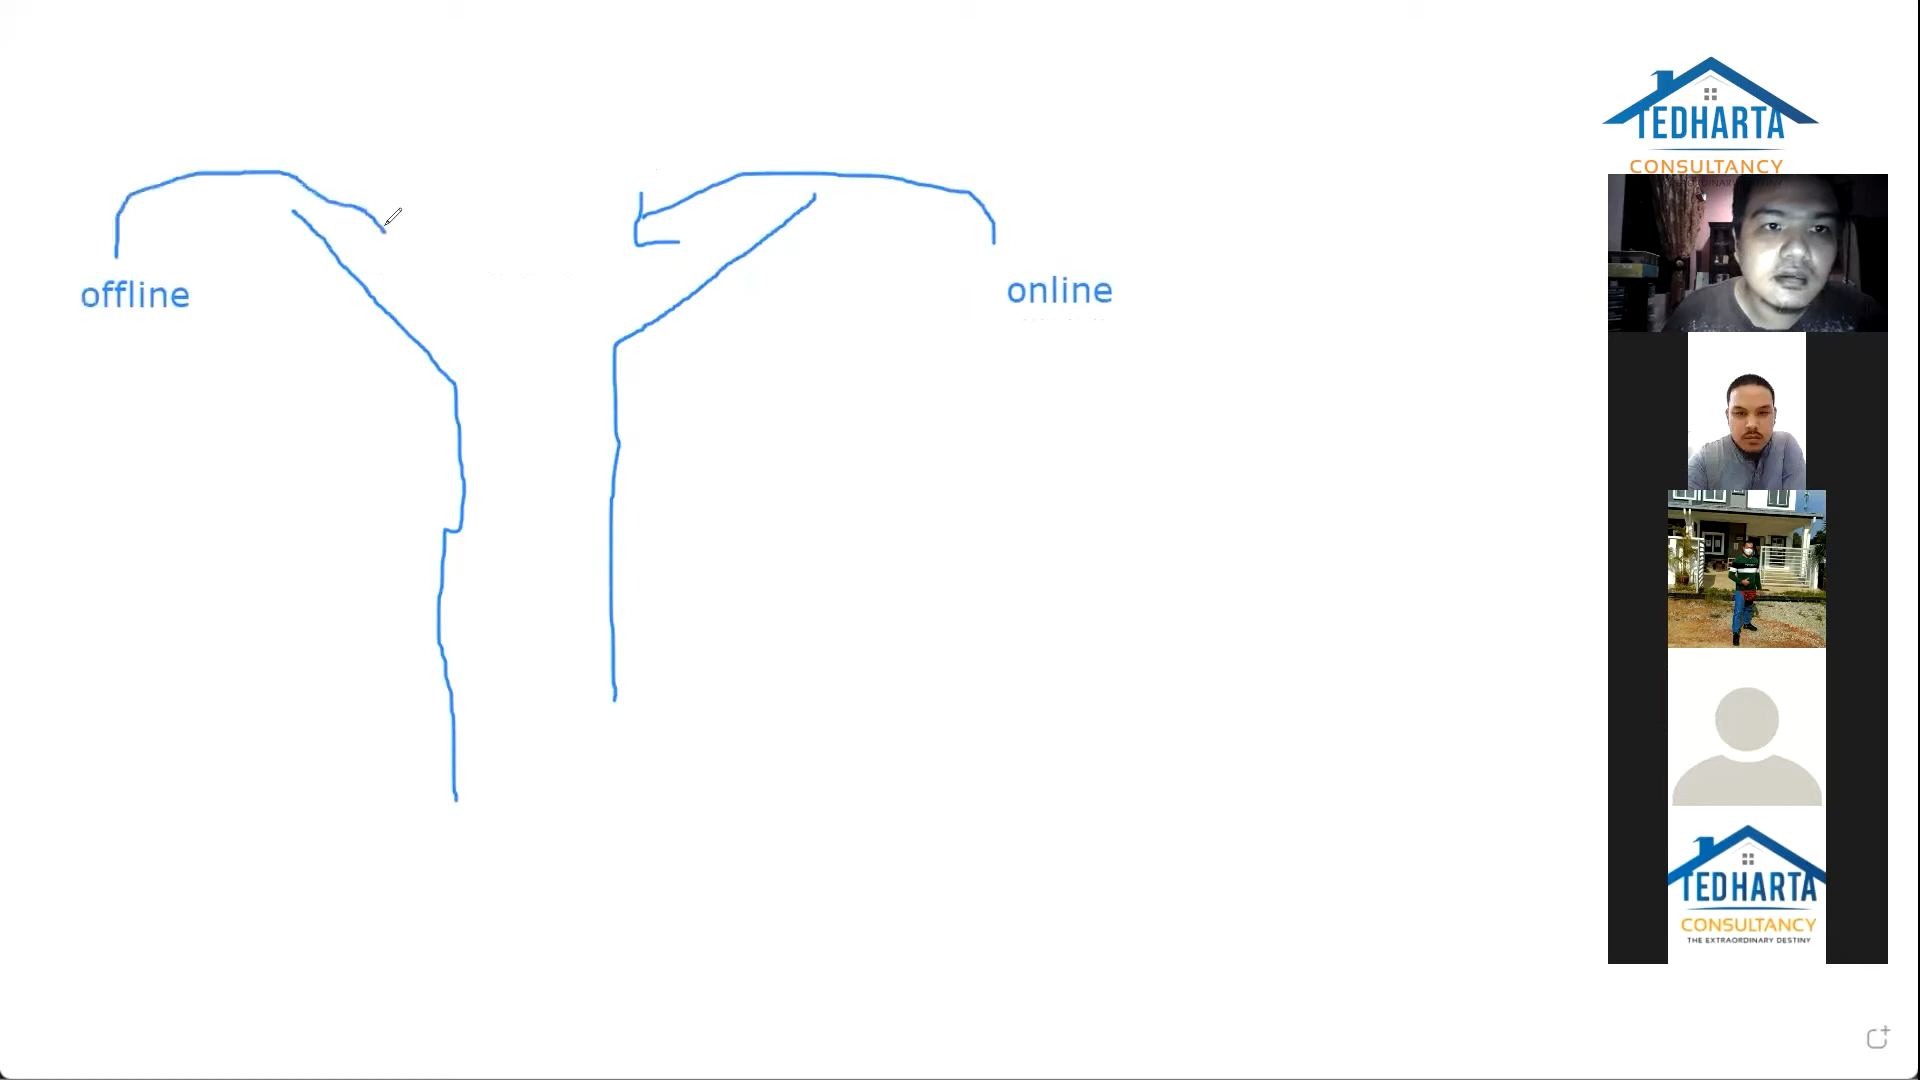 TEDHARTA
CONSULTANCY
offline
online
TEDHARTA
CONSULTANCY
THE EXTRAORDINARY DESTINY